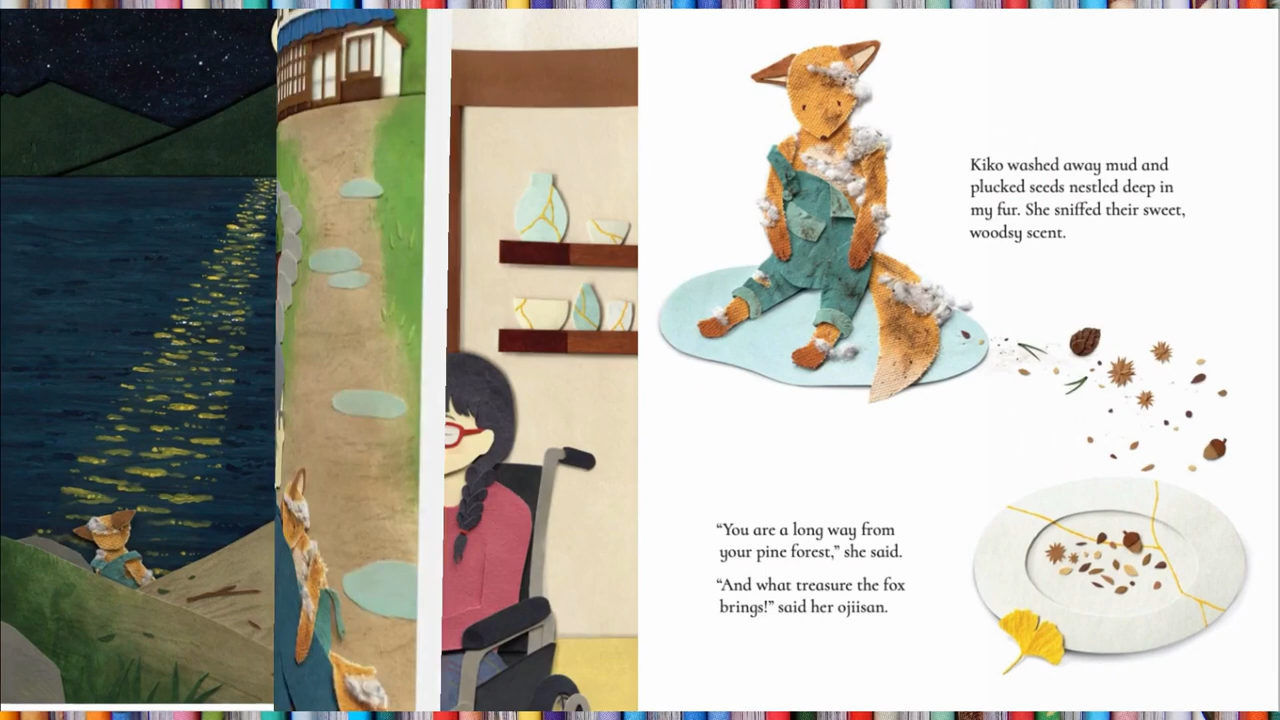 Kiko washed away mud and
plucked seeds nestled deep in
my fur. She sniffed their sweet,
woodsy scent.
“You are a long way from
your pine forest,” she said.
“And what treasure the fox
brings!” said her ojiisan.